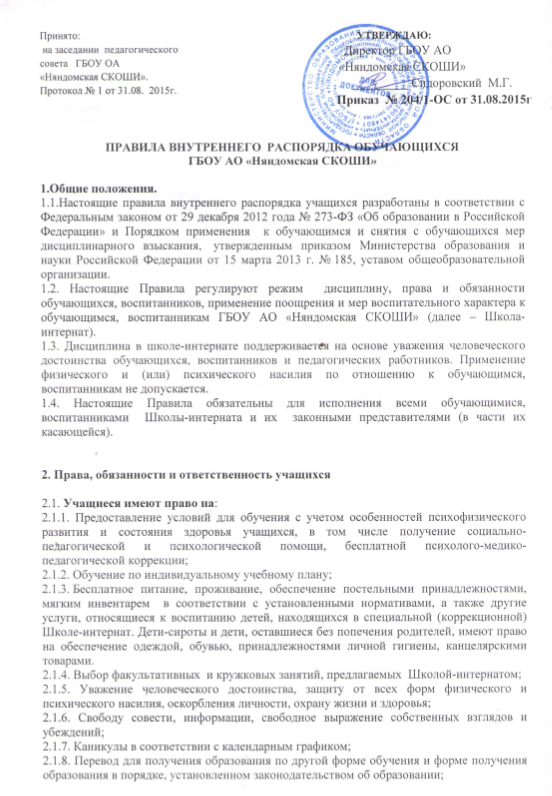 Принято:
на заседании педагогического
совета ГБОУ ОА
«Няндомская СКОШИ».
Протокол № 1 от 31.08. 2015г.
УТВЕРЖДАЮ:
Директор ГБОУ АО
«Няндомская СКОШИ»
Сидоровский М.Г.
Приказ № 204/1-ОС от 31.08.2015г
ПРАВИЛА ВНУТРЕННЕГО РАСПОРЯДКА ОБУЧАЮЩИХСЯ
ГБОУ АО «Няндомская СКОШИ»
1.Общие положения.
1.1.Настоящие правила внутреннего распорядка учащихся разработаны в соответствии с
Федеральным законом от 29 декабря 2012 года № 273-ФЗ «Об образовании в Российской
Федерации» и Порядком применения к обучающимся и снятия с обучающихся мер
дисциплинарного взыскания, утвержденным приказом Министерства образования и
науки Российской Федерации от 15 марта 2013 г. № 185, уставом общеобразовательной
организации.
1.2. Настоящие Правила регулируют режим дисциплину, права и обязанности
обучающихся, воспитанников, применение поощрения и мер воспитательного характера к
обучающимся, воспитанникам ГБОУ АО «Няндомская СКОШИ» (далее – Школа-
интернат).
1.3. Дисциплина в школе-интернате поддерживается на основе уважения человеческого
достоинства обучающихся, воспитанников и педагогических работников. Применение
физического и (или) психического насилия по отношению к обучающимся,
воспитанникам не допускается.
1.4. Настоящие Правила обязательны для исполнения всеми обучающимися,
воспитанниками Школы-интерната и их законными представителями (в части их
касающейся).
2. Права, обязанности и ответственность учащихся
2.1. Учащиеся имеют право на:
2.1.1. Предоставление условий для обучения с учетом особенностей психофизического
развития и состояния здоровья учащихся, в том числе получение социально-
педагогической и психологической помощи, бесплатной психолого-медико-
педагогической коррекции;
2.1.2. Обучение по индивидуальному учебному плану;
2.1.3. Бесплатное питание, проживание, обеспечение постельными принадлежностями,
мягким инвентарем в соответствии с установленными нормативами, а также другие
услуги, относящиеся к воспитанию детей, находящихся в специальной (коррекционной)
Школе-интернат. Дети-сироты и дети, оставшиеся без попечения родителей, имеют право
на обеспечение одеждой, обувью, принадлежностями личной гигиены, канцелярскими
товарами.
2.1.4. Выбор факультативных и кружковых занятий, предлагаемых Школой-интернатом;
2.1.5. Уважение человеческого достоинства, защиту от всех форм физического и
психического насилия, оскорбления личности, охрану жизни и здоровья;
2.1.6. Свободу совести, информации, свободное выражение собственных взглядов и
убеждений;
2.1.7. Каникулы в соответствии с календарным графиком;
2.1.8. Перевод для получения образования по другой форме обучения и форме получения
образования в порядке, установленном законодательством об образовании;
ДЛЯ
ДОКУМЕНТОВ